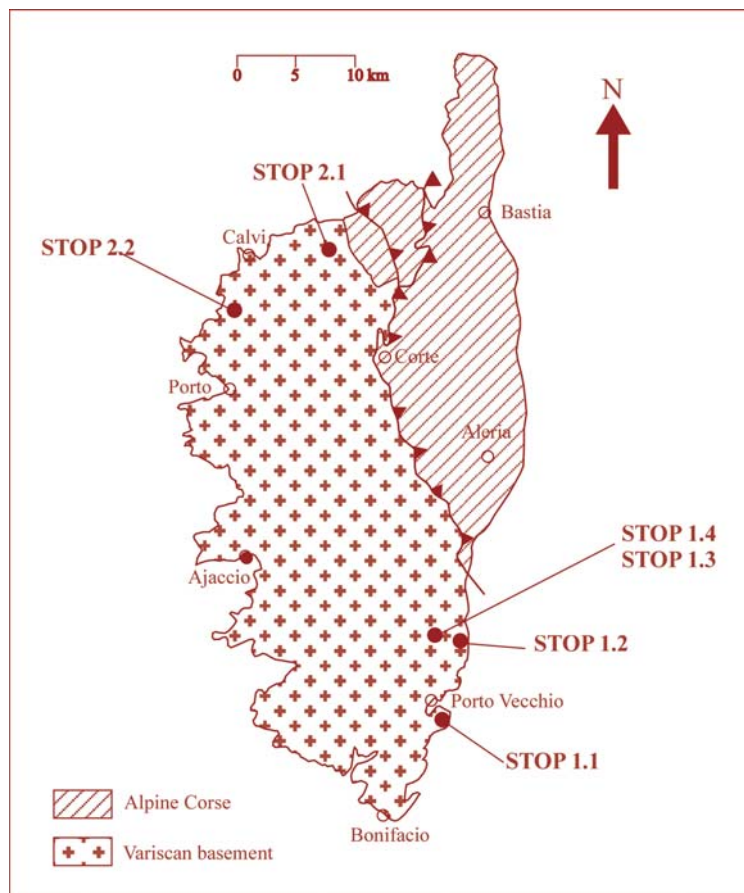 0 5 10 km
N
STOP 2.1
Bastia
Calvi
STOP 2.2
Corte
Porto
Aleria
STOP 1.4
STOP 1.3
Ajaccio
STOP 1.2
Porto Vecchio
STOP 1.1
Alpine Corse
Bonifacio
Variscan basement